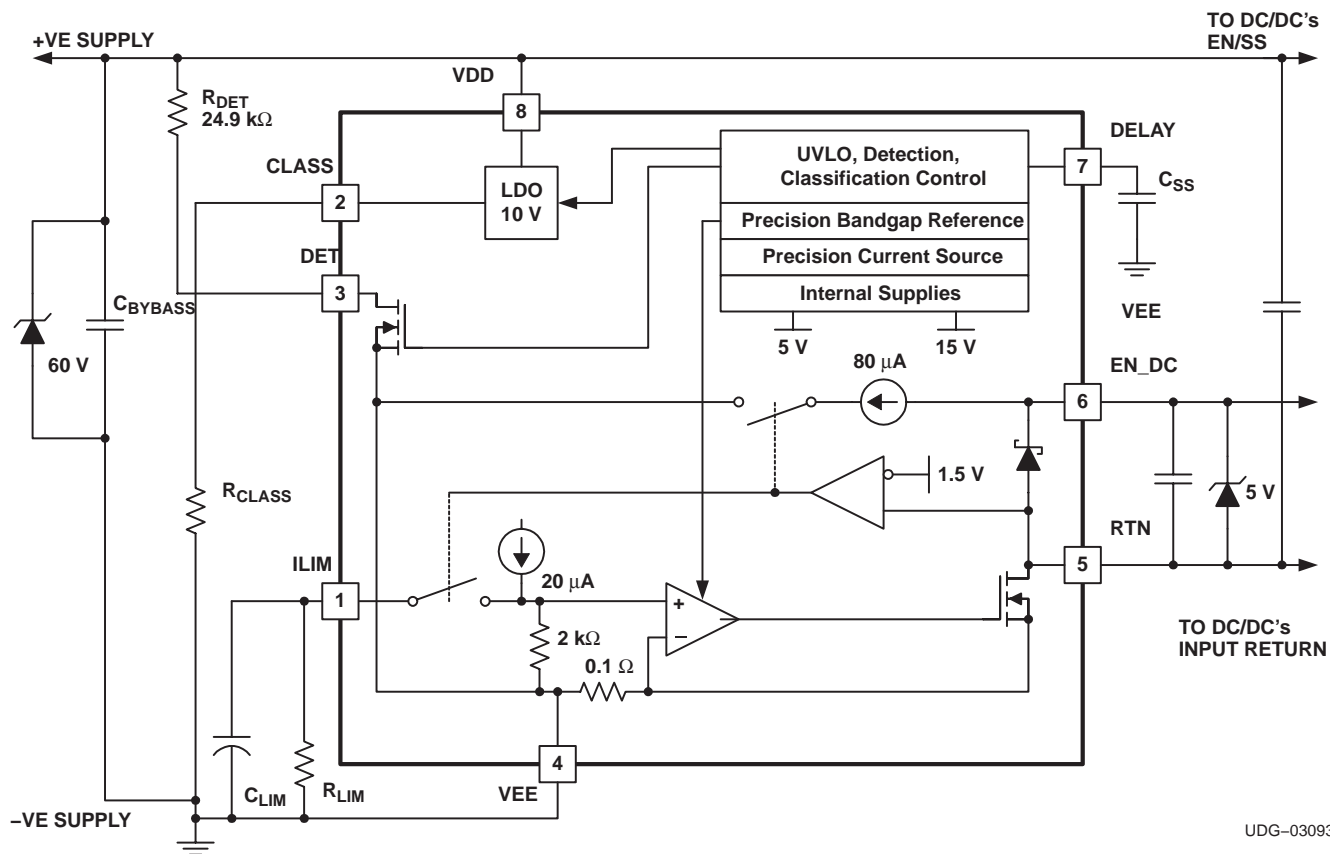 TO DC/DC's
EN/SS
+VE SUPPLY
VDD
R_DET
24.9 kΩ
8
DELAY
CLASS
UVLO, Detection,
Classification Control
7
C_SS
2
LDO
10 V
Precision Bandgap Reference
DET
Precision Current Source
3
Internal Supplies
C_BYBASS
VEE
5 V
15 V
60 V
80 μA
EN_DC
6
1.5 V
R_CLASS
5 V
RTN
ILIM
5
20 μA
1
+
−
2 kΩ
0.1 Ω
TO DC/DC's
INPUT RETURN
4
C_LIM
R_LIM
VEE
−VE SUPPLY
UDG−03093